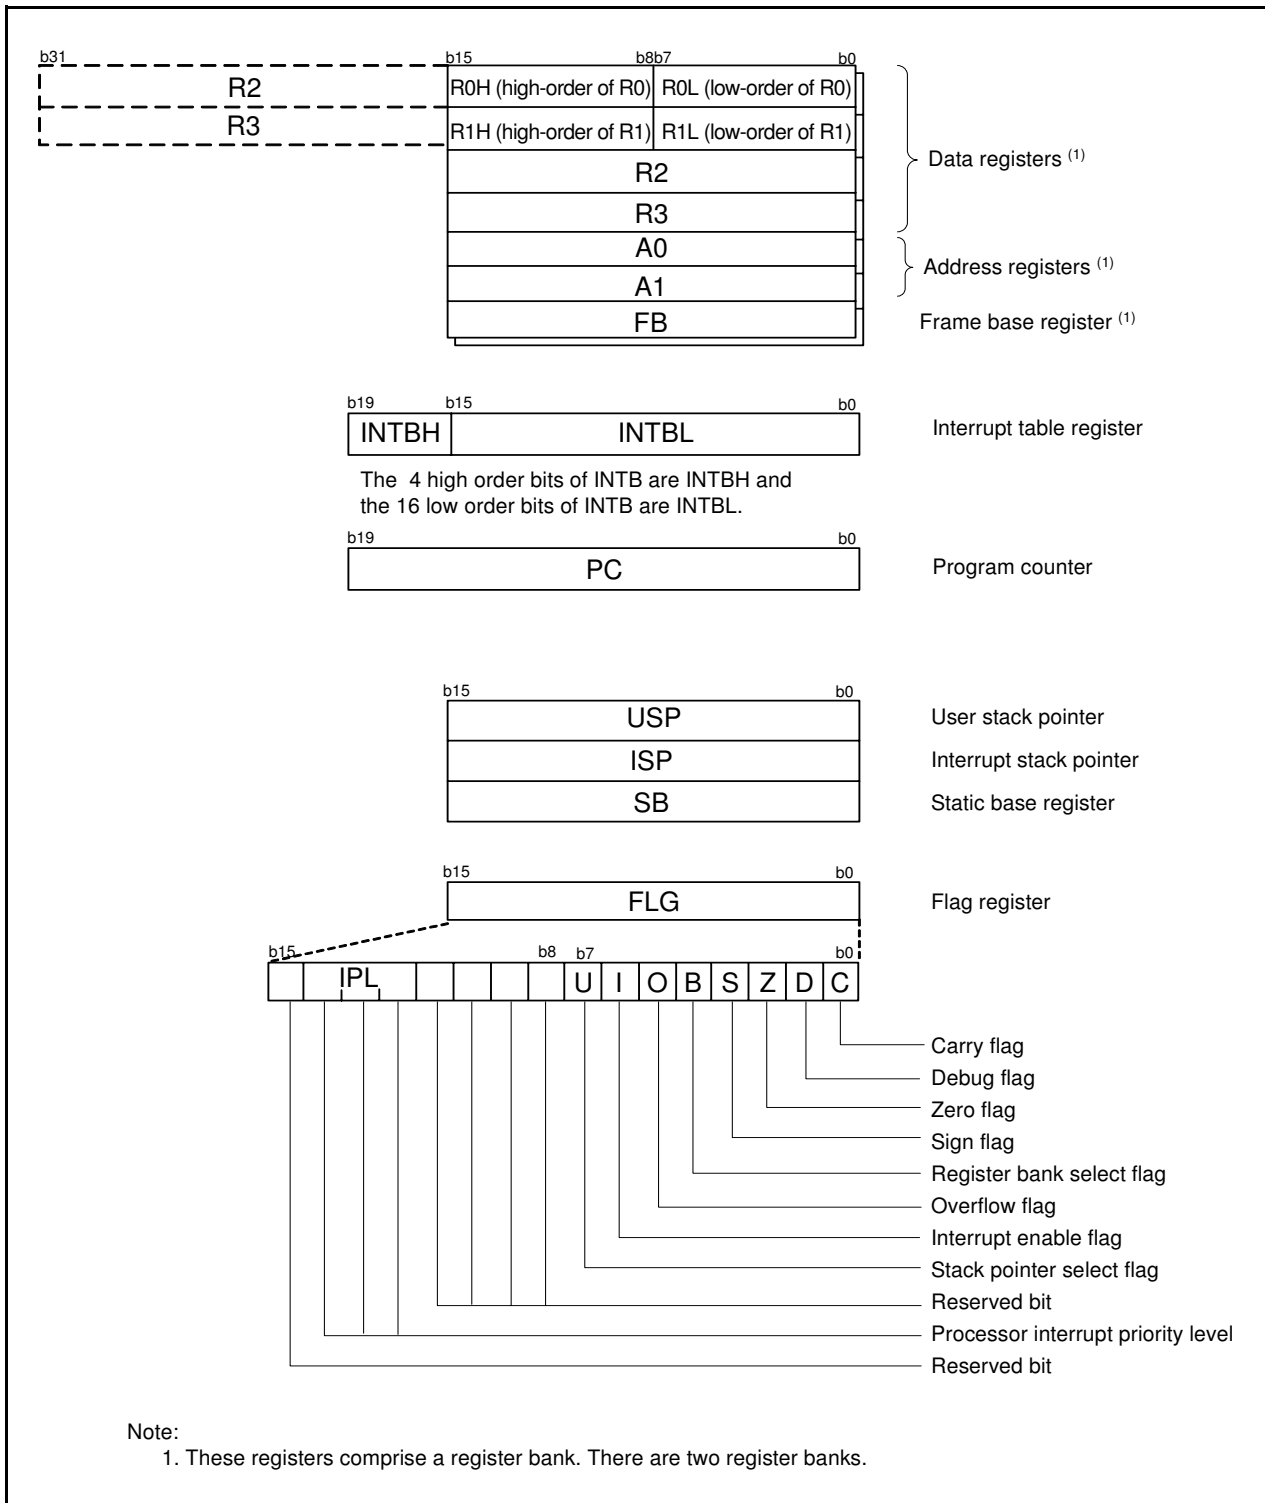 b31 b15 b8b7 b0
R2 R0H (high-order of R0) R0L (low-order of R0)
R3 R1H (high-order of R1) R1L (low-order of R1)
Data registers (1)
R2
R3
A0
Address registers (1)
A1
FB Frame base register (1)
b19 b15 b0
INTBH INTBL Interrupt table register
The 4 high order bits of INTB are INTBH and
the 16 low order bits of INTB are INTBL.
b19 b0
PC Program counter
b15 b0
USP User stack pointer
ISP Interrupt stack pointer
SB Static base register
b15 b0
FLG Flag register
b15 b8 b7 b0
IPL U I O B S Z D C
Carry flag
Debug flag
Zero flag
Sign flag
Register bank select flag
Overflow flag
Interrupt enable flag
Stack pointer select flag
Reserved bit
Processor interrupt priority level
Reserved bit
Note:
1. These registers comprise a register bank. There are two register banks.